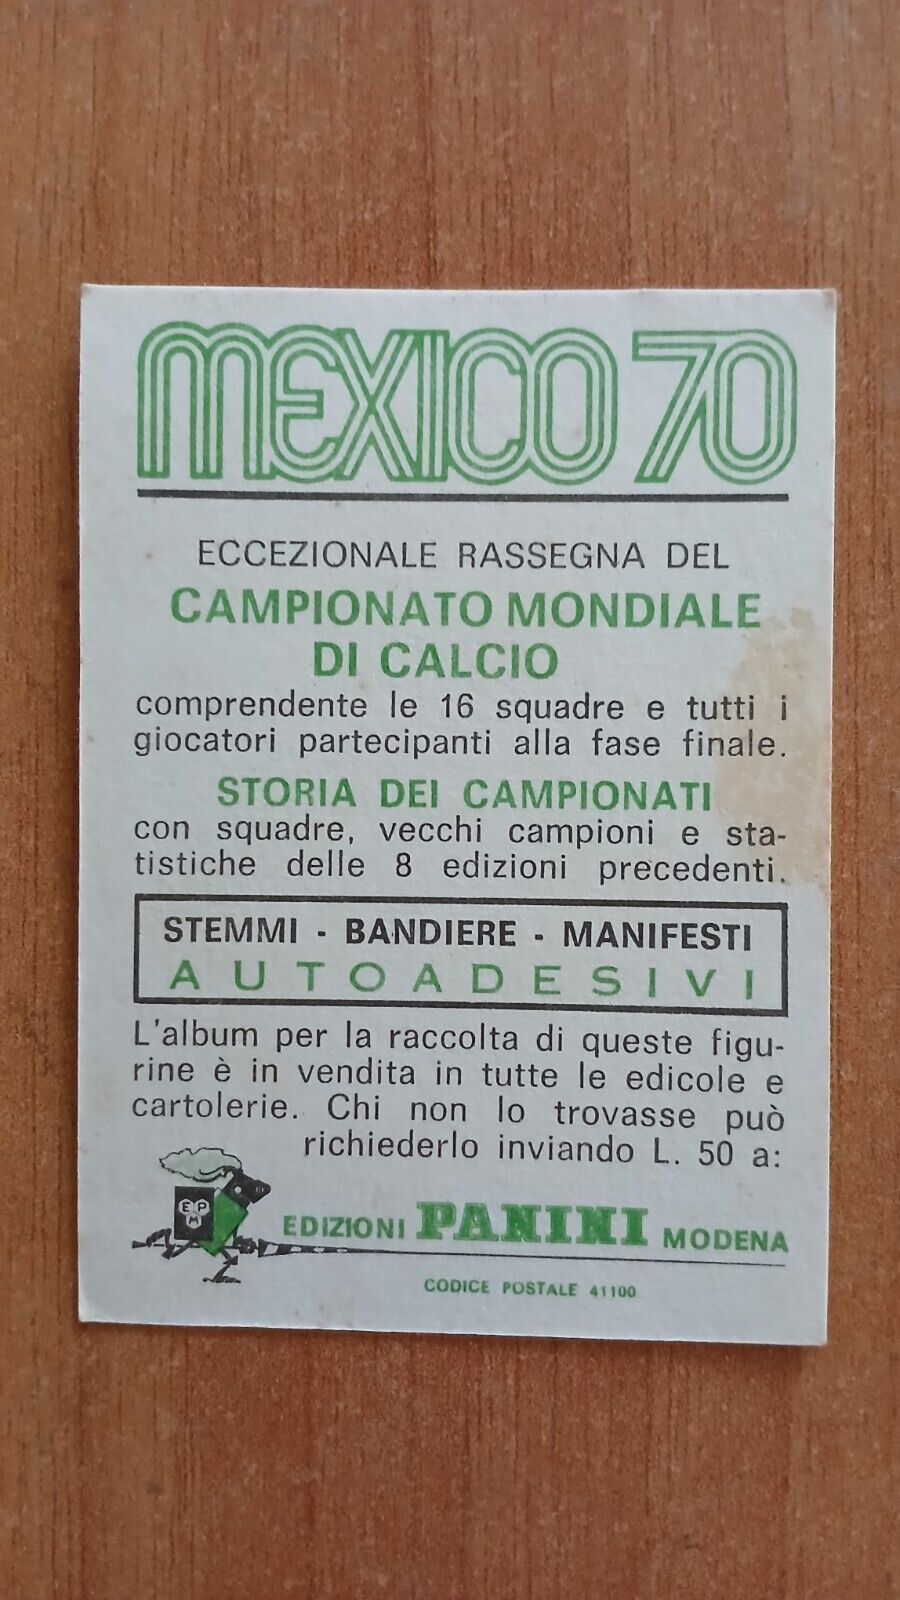 MEXICO 70
ECCEZIONALE RASSEGNA DEL
CAMPIONATO MONDIALE
DI CALCIO
comprendente le 16 squadre e tutti i
giocatori partecipanti alla fase finale.
STORIA DEI CAMPIONATI
con squadre, vecchi campioni e sta-
tistiche delle 8 edizioni precedenti.
STEMMI - BANDIERE - MANIFESTI
AUTOADESIVI
L'album per la raccolta di queste figu-
rine è in vendita in tutte le edicole e
cartolerie. Chi non lo trovasse può
richiederlo inviando L. 50 a:
EPM
EDIZIONI PANINI MODENA
CODICE POSTALE 41100